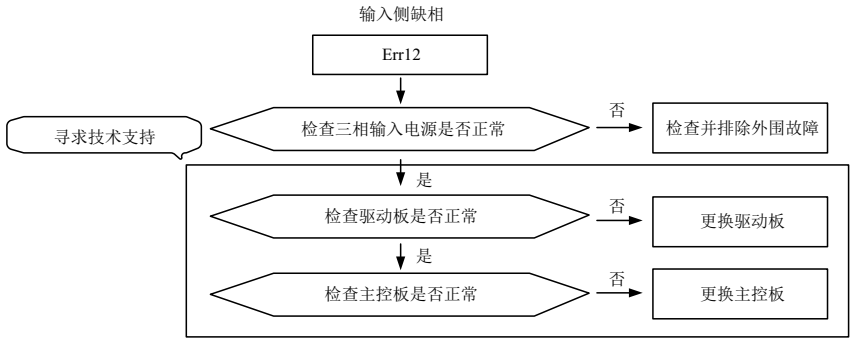 输入侧缺相
Err12
检查三相输入电源是否正常
否
检查并排除外围故障
寻求技术支持
是
检查驱动板是否正常
否
更换驱动板
是
检查主控板是否正常
否
更换主控板